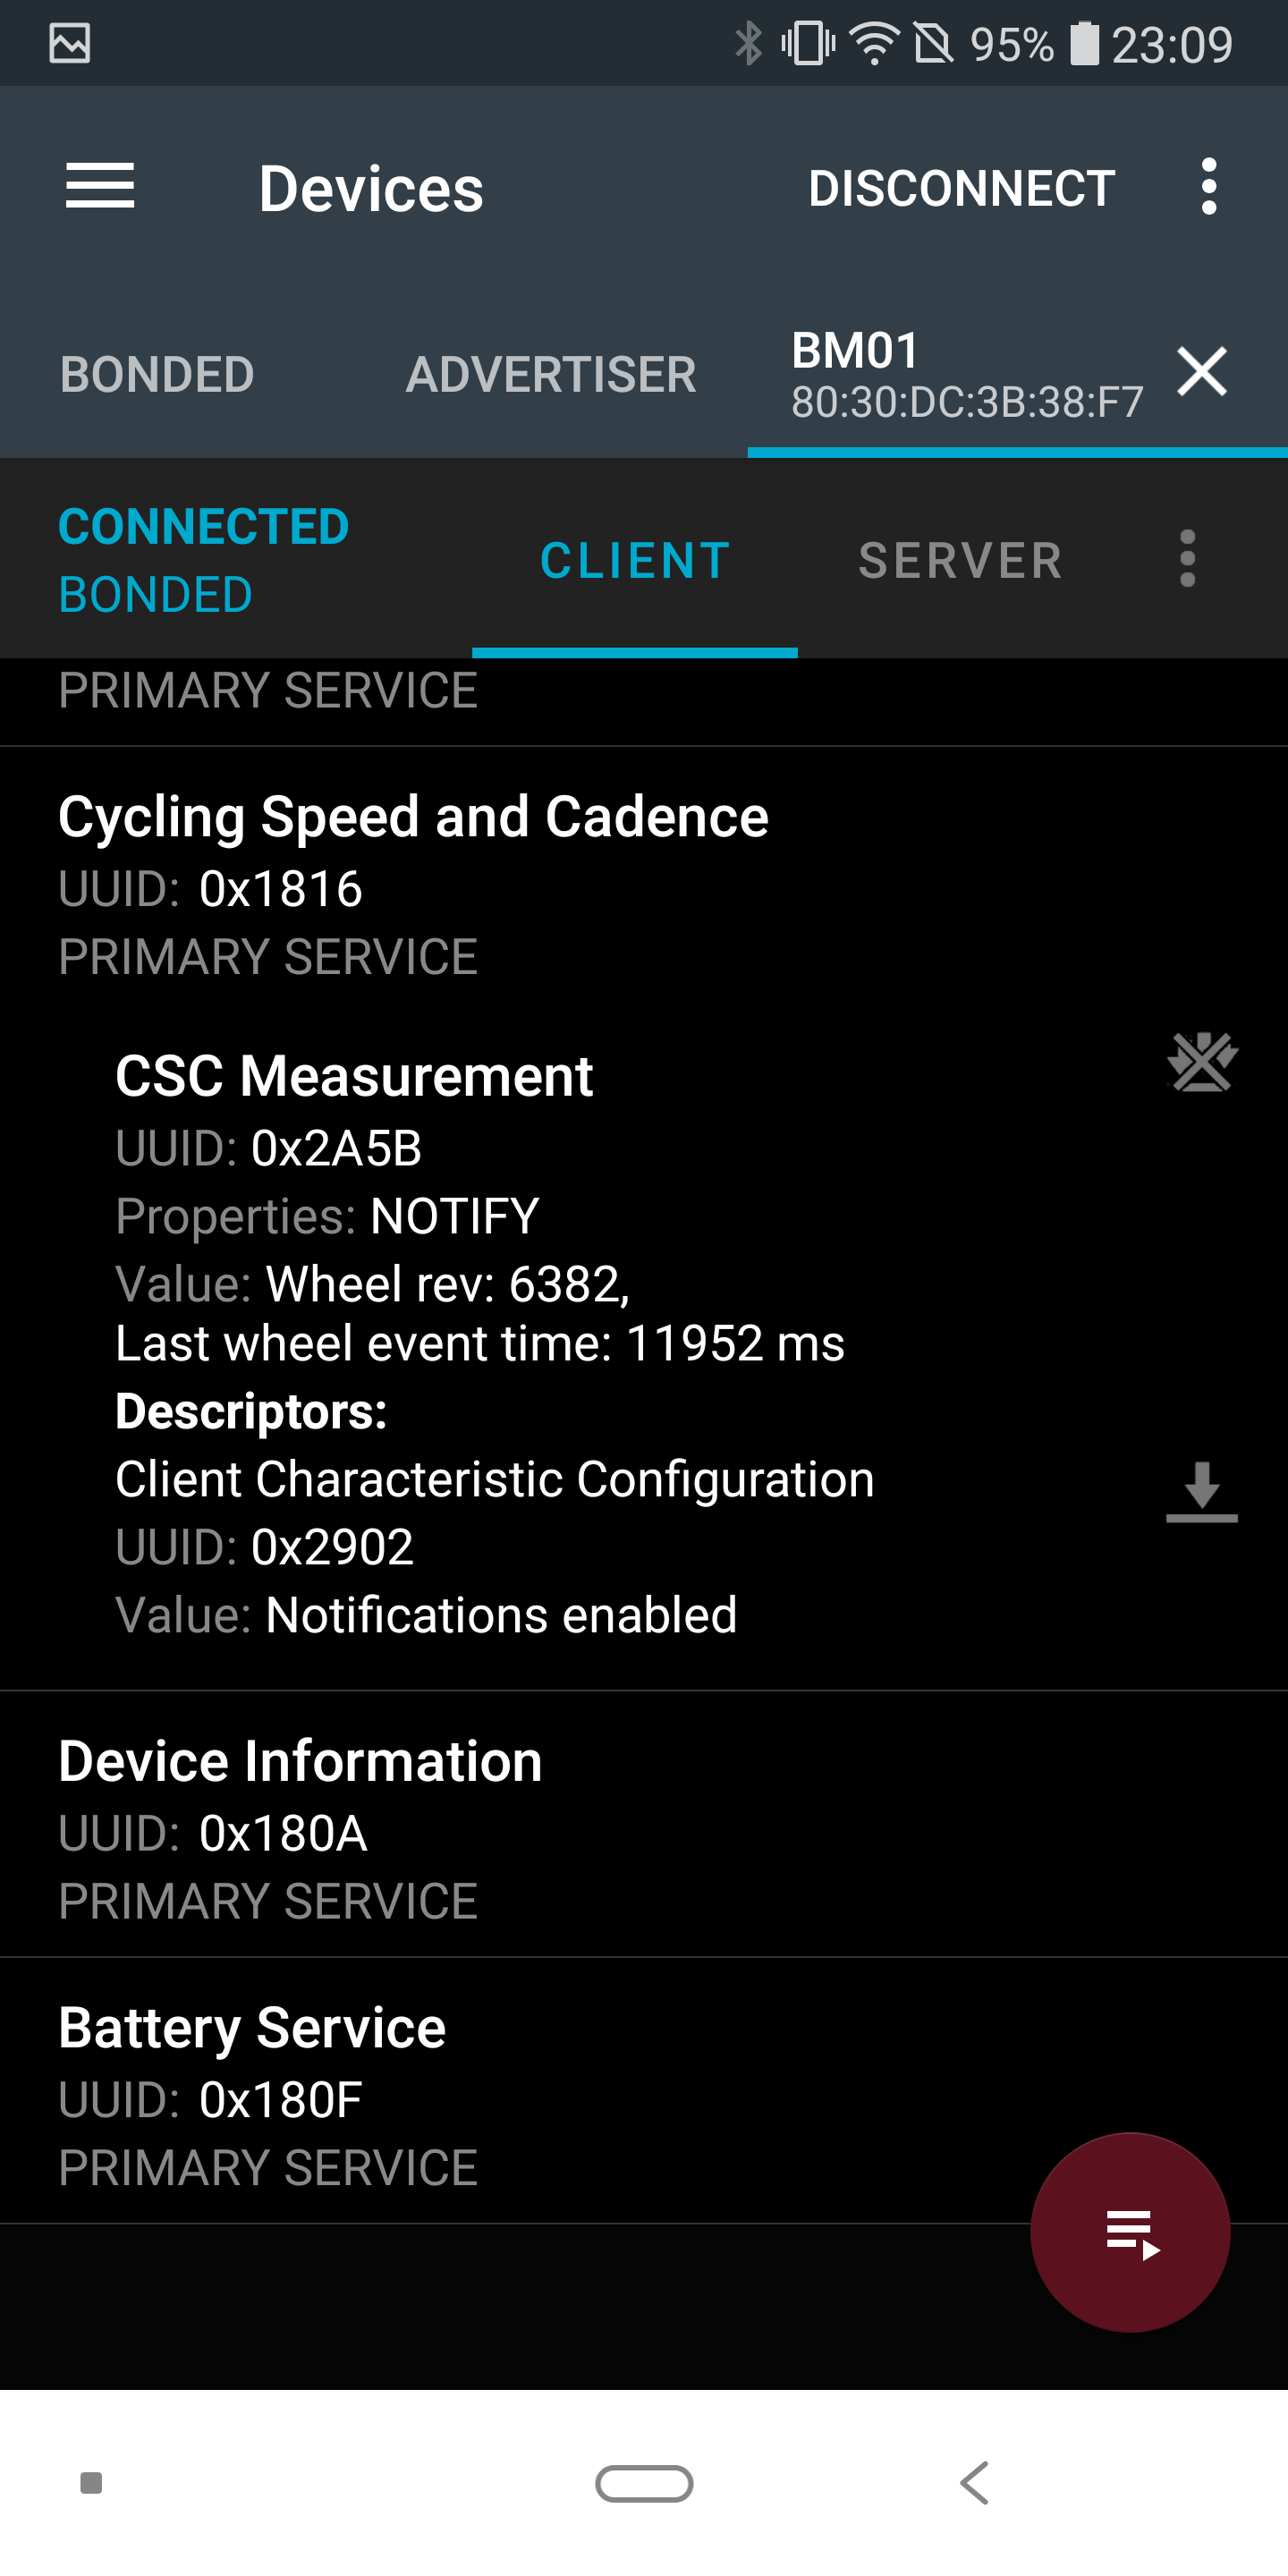 95% 23:09
Devices DISCONNECT
BONDED ADVERTISER BM01
80:30:DC:3B:38:F7
CONNECTED
BONDED
CLIENT SERVER
PRIMARY SERVICE
Cycling Speed and Cadence
UUID: 0x1816
PRIMARY SERVICE
CSC Measurement
UUID: 0x2A5B
Properties: NOTIFY
Value: Wheel rev: 6382,
Last wheel event time: 11952 ms
Descriptors:
Client Characteristic Configuration
UUID: 0x2902
Value: Notifications enabled
Device Information
UUID: 0x180A
PRIMARY SERVICE
Battery Service
UUID: 0x180F
PRIMARY SERVICE